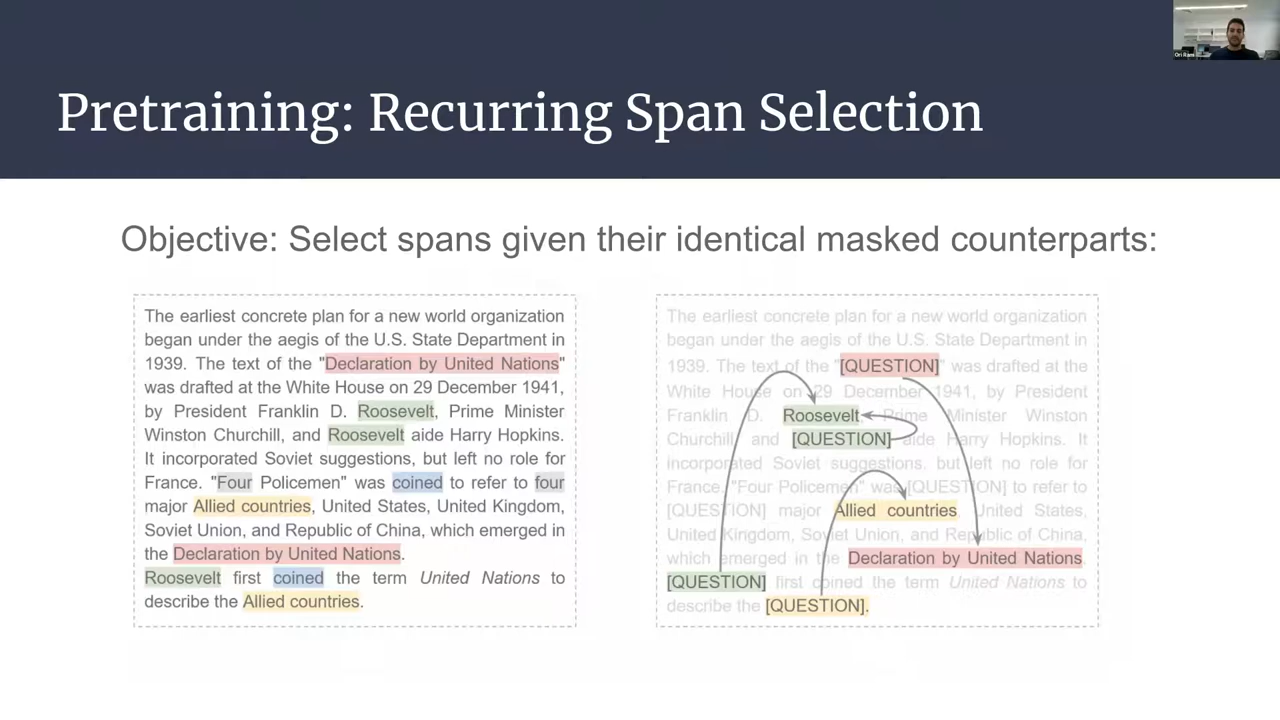 Ori Ram
Pretraining: Recurring Span Selection
Objective: Select spans given their identical masked counterparts:
The earliest concrete plan for a new world organization
began under the aegis of the U.S. State Department in
1939. The text of the "Declaration by United Nations"
was drafted at the White House on 29 December 1941,
by President Franklin D. Roosevelt, Prime Minister
Winston Churchill, and Roosevelt aide Harry Hopkins.
It incorporated Soviet suggestions, but left no role for
France. "Four Policemen" was coined to refer to four
major Allied countries, United States, United Kingdom,
Soviet Union, and Republic of China, which emerged in
the Declaration by United Nations.
Roosevelt first coined the term United Nations to
describe the Allied countries.
The earliest concrete plan for a new world organization
began under the aegis of the U.S. State Department in
1939. The text of the "[QUESTION]" was drafted at the
White House on 29 December 1941, by President
Franklin D. Roosevelt, Prime Minister Winston
Churchill, and [QUESTION] aide Harry Hopkins. It
incorporated Soviet suggestions, but left no role for
France. "Four Policemen" was [QUESTION] to refer to
[QUESTION] major Allied countries, United States,
United Kingdom, Soviet Union, and Republic of China,
which emerged in the Declaration by United Nations.
[QUESTION] first coined the term United Nations to
describe the [QUESTION].